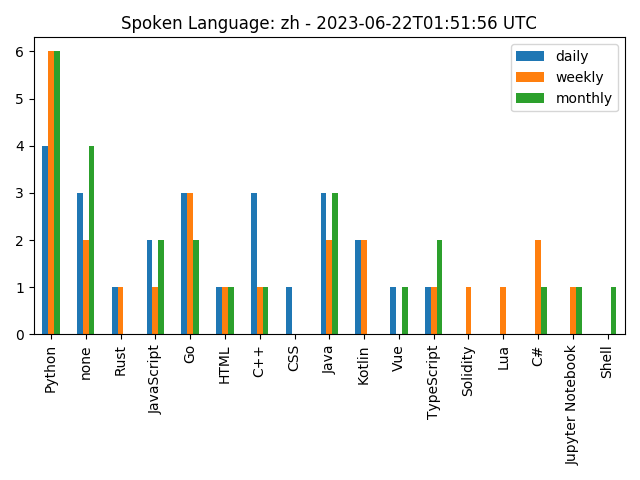 Spoken Language: zh - 2023-06-22T01:51:56 UTC
daily
weekly
monthly
6
5
4
3
2
1
0
Python
none
Rust
JavaScript
Go
HTML
C++
CSS
Java
Kotlin
Vue
TypeScript
Solidity
Lua
C#
Jupyter Notebook
Shell